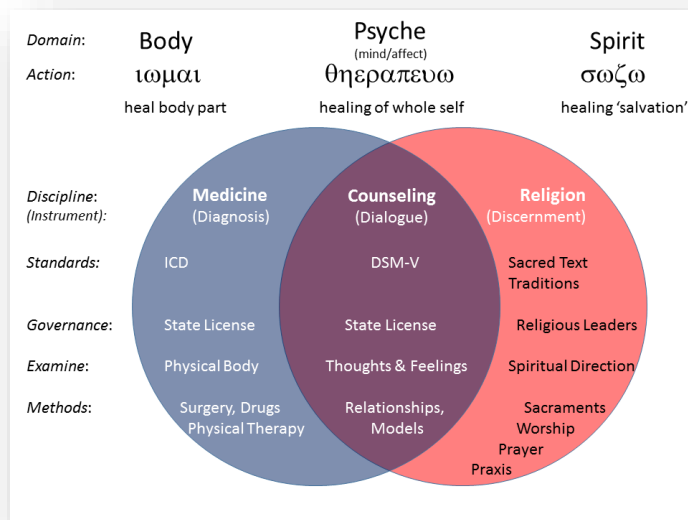 Domain: Body Psyche Spirit
(mind/affect)
Action: ιωμαι θηεραπευω σωζω
heal body part healing of whole self healing ‘salvation’
Discipline: Medicine Counseling Religion
(Instrument): (Diagnosis) (Dialogue) (Discernment)
Standards: ICD DSM-V Sacred Text
Traditions
Governance: State License State License Religious Leaders
Examine: Physical Body Thoughts & Feelings Spiritual Direction
Methods: Surgery, Drugs Relationships, Sacraments
Physical Therapy Models Worship
Prayer
Praxis